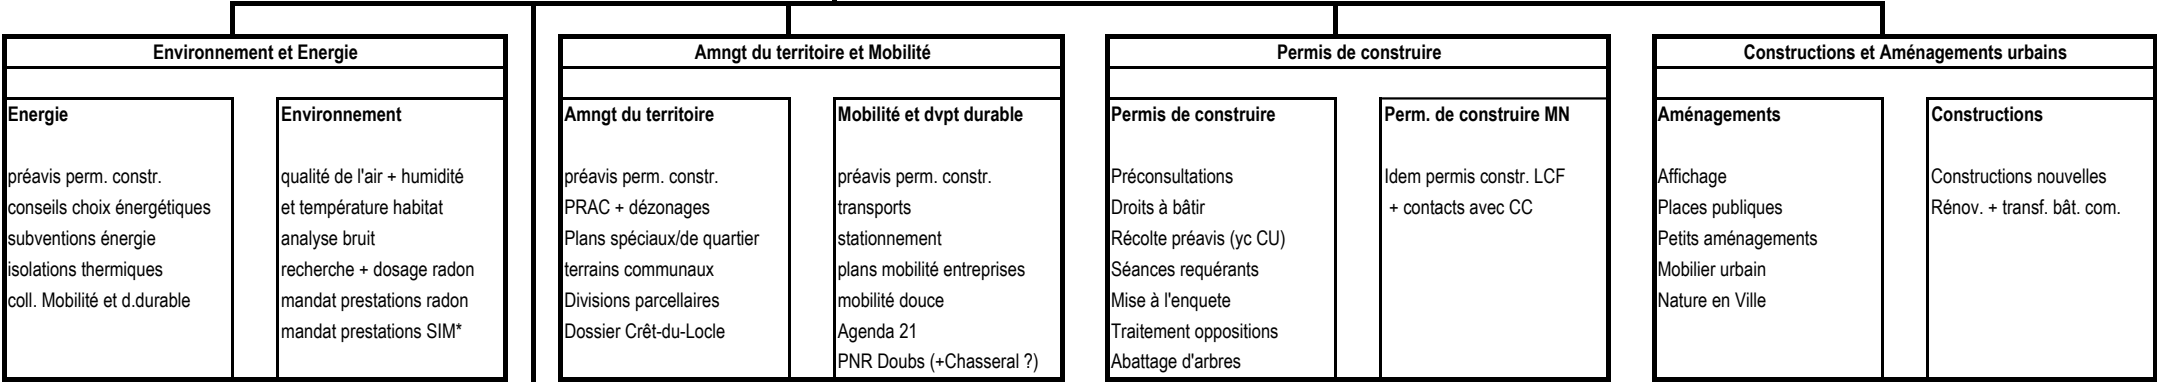 Environnement et Energie
Energie
préavis perm. constr.
conseils choix énergétiques
subventions énergie
isolations thermiques
coll. Mobilité et d.durable
Environnement
qualité de l'air + humidité
et température habitat
analyse bruit
recherche + dosage radon
mandat prestations radon
mandat prestations SIM*
Amngt du territoire et Mobilité
Amngt du territoire
préavis perm. constr.
PRAC + dézonages
Plans spéciaux/de quartier
terrains communaux
Divisions parcellaires
Dossier Crêt-du-Locle
Mobilité et dvpt durable
préavis perm. constr.
transports
stationnement
plans mobilité entreprises
mobilité douce
Agenda 21
PNR Doubs (+Chasseral ?)
Permis de construire
Permis de construire
Préconsultations
Droits à bâtir
Récolte préavis (yc CU)
Séances requérants
Mise à l'enquete
Traitement oppositions
Abattage d'arbres
Perm. de construire MN
Idem permis constr. LCF
+ contacts avec CC
Constructions et Aménagements urbains
Aménagements
Affichage
Places publiques
Petits aménagements
Mobilier urbain
Nature en Ville
Constructions
Constructions nouvelles
Rénov. + transf. bât. com.